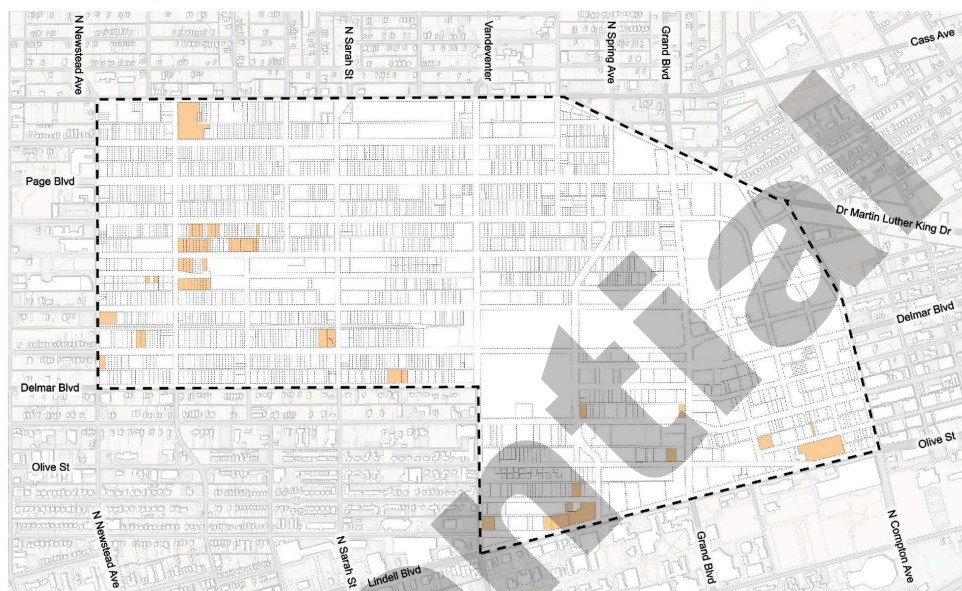 N Newstead Ave
N Sarah St
Vandeventer
N Spring Ave
Grand Blvd
Cass Ave
Page Blvd
Dr Martin Luther King Dr
Delmar Blvd
Delmar Blvd
Olive St
Olive St
N Newstead Ave
N Sarah St
Lindell Blvd
Grand Blvd
N Compton Ave
ntial